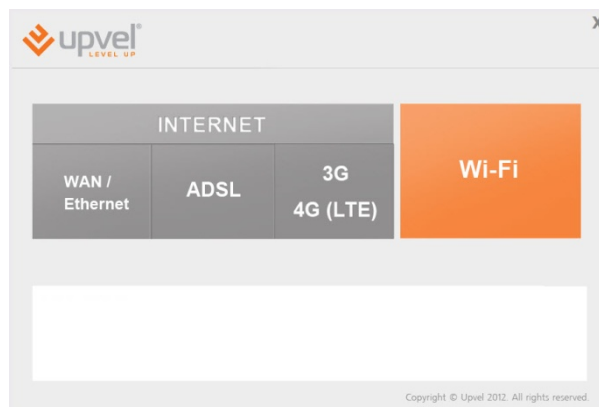 upvel®
LEVEL UP
X
INTERNET
WAN /
Ethernet
ADSL
3G
4G (LTE)
Wi-Fi
Copyright © Upvel 2012. All rights reserved.